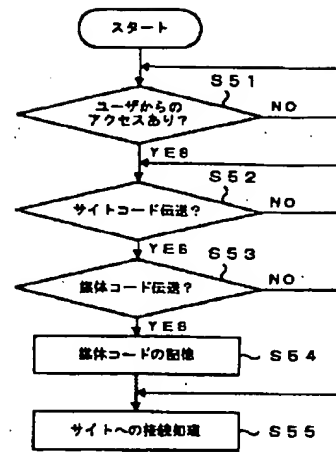 スタート
S51
ユーザからの
アクセスあり?
NO
YES
S52
サイトコード伝送?
NO
YES
S53
媒体コード伝送?
NO
YES
媒体コードの記憶
S54
サイトへの接続処理
S55